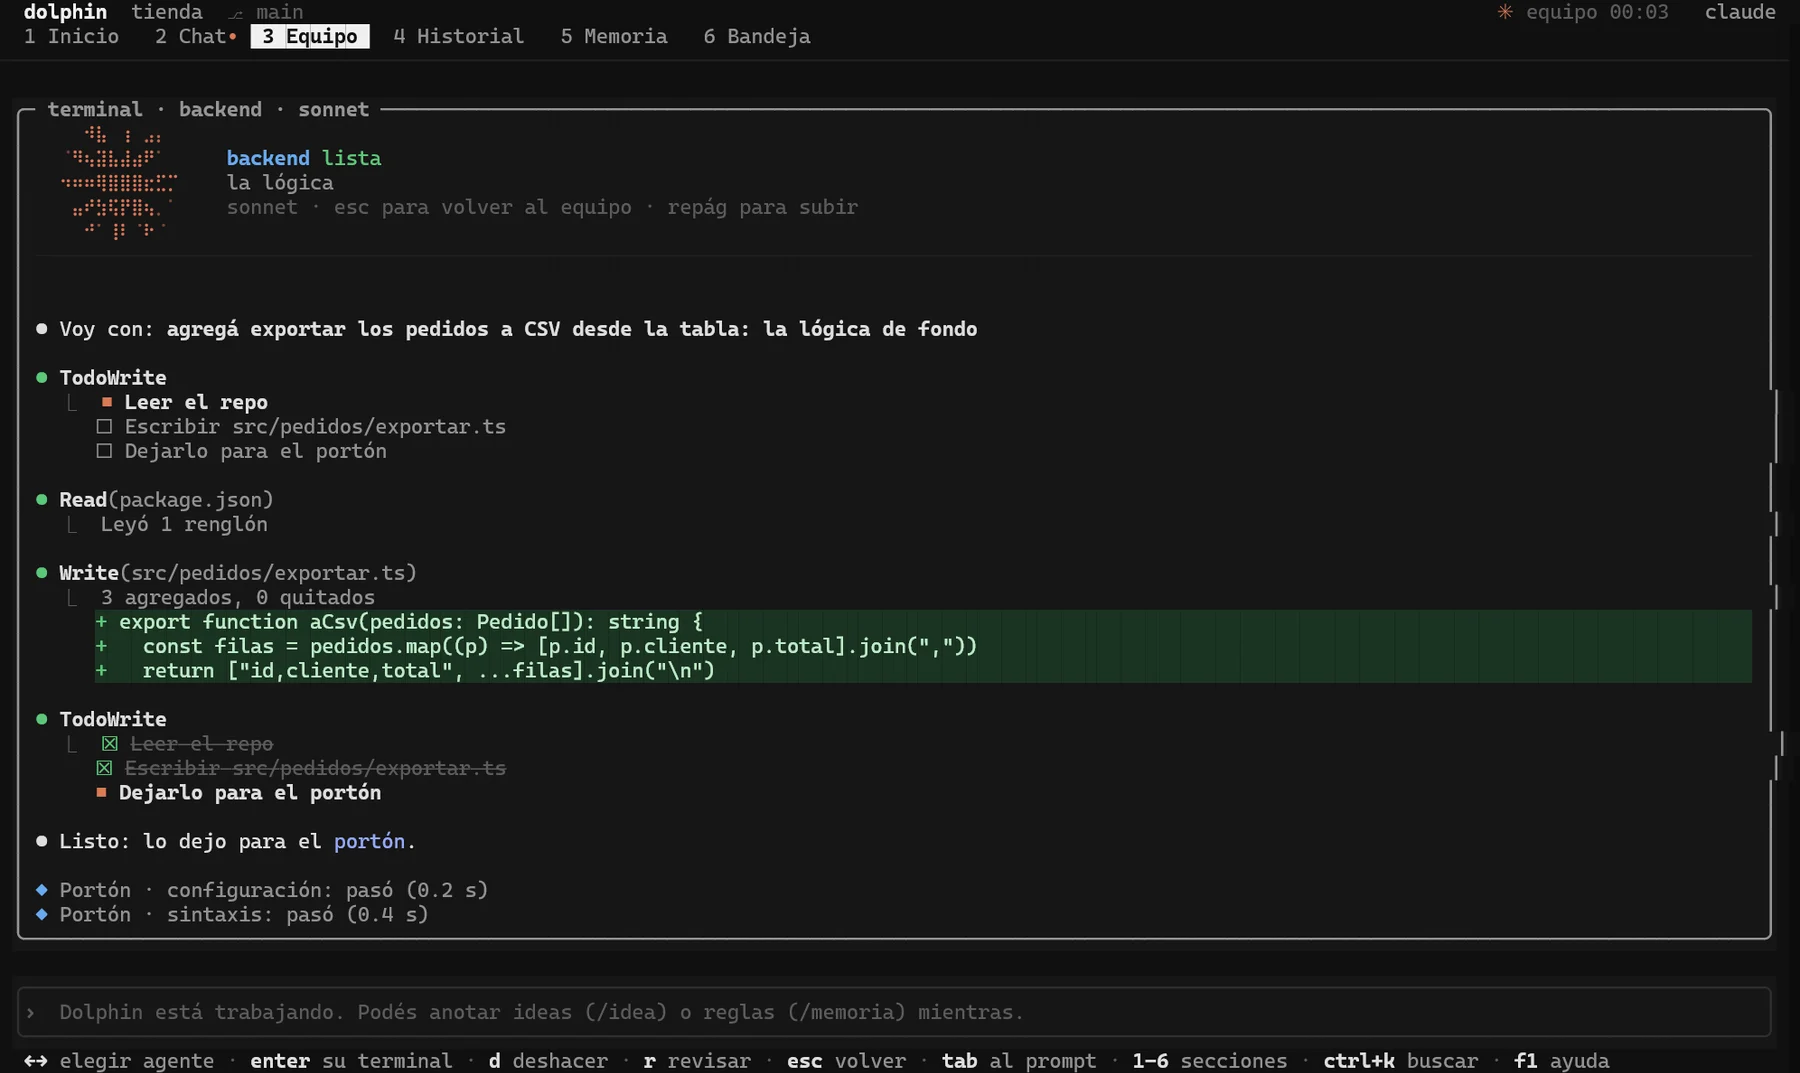 dolphin tienda main ✳ equipo 00:03 claude
1 Inicio 2 Chat• 3 Equipo 4 Historial 5 Memoria 6 Bandeja
terminal · backend · sonnet
backend lista
la lógica
sonnet · esc para volver al equipo · repág para subir
● Voy con: agregá exportar los pedidos a CSV desde la tabla: la lógica de fondo
● TodoWrite
■ Leer el repo
☐ Escribir src/pedidos/exportar.ts
☐ Dejarlo para el portón
● Read(package.json)
Leyó 1 renglón
● Write(src/pedidos/exportar.ts)
3 agregados, 0 quitados
+ export function aCsv(pedidos: Pedido[]): string {
+   const filas = pedidos.map((p) => [p.id, p.cliente, p.total].join(","))
+   return ["id,cliente,total", ...filas].join("\n")
● TodoWrite
☒ Leer el repo
☒ Escribir src/pedidos/exportar.ts
■ Dejarlo para el portón
● Listo: lo dejo para el portón.
◆ Portón · configuración: pasó (0.2 s)
◆ Portón · sintaxis: pasó (0.4 s)
› Dolphin está trabajando. Podés anotar ideas (/idea) o reglas (/memoria) mientras.
↔ elegir agente · enter su terminal · d deshacer · r revisar · esc volver · tab al prompt · 1-6 secciones · ctrl+k buscar · f1 ayuda